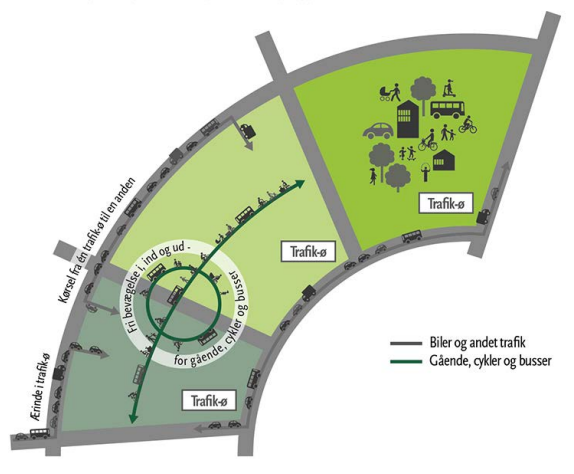 Trafik-ø
Kørsel fra én trafik-ø til en anden
Trafik-ø
Fri bevægelse i, ind og ud -
for gående, cykler og busser
Biler og andet trafik
Gående, cykler og busser
Ærinde i trafik-ø
Trafik-ø